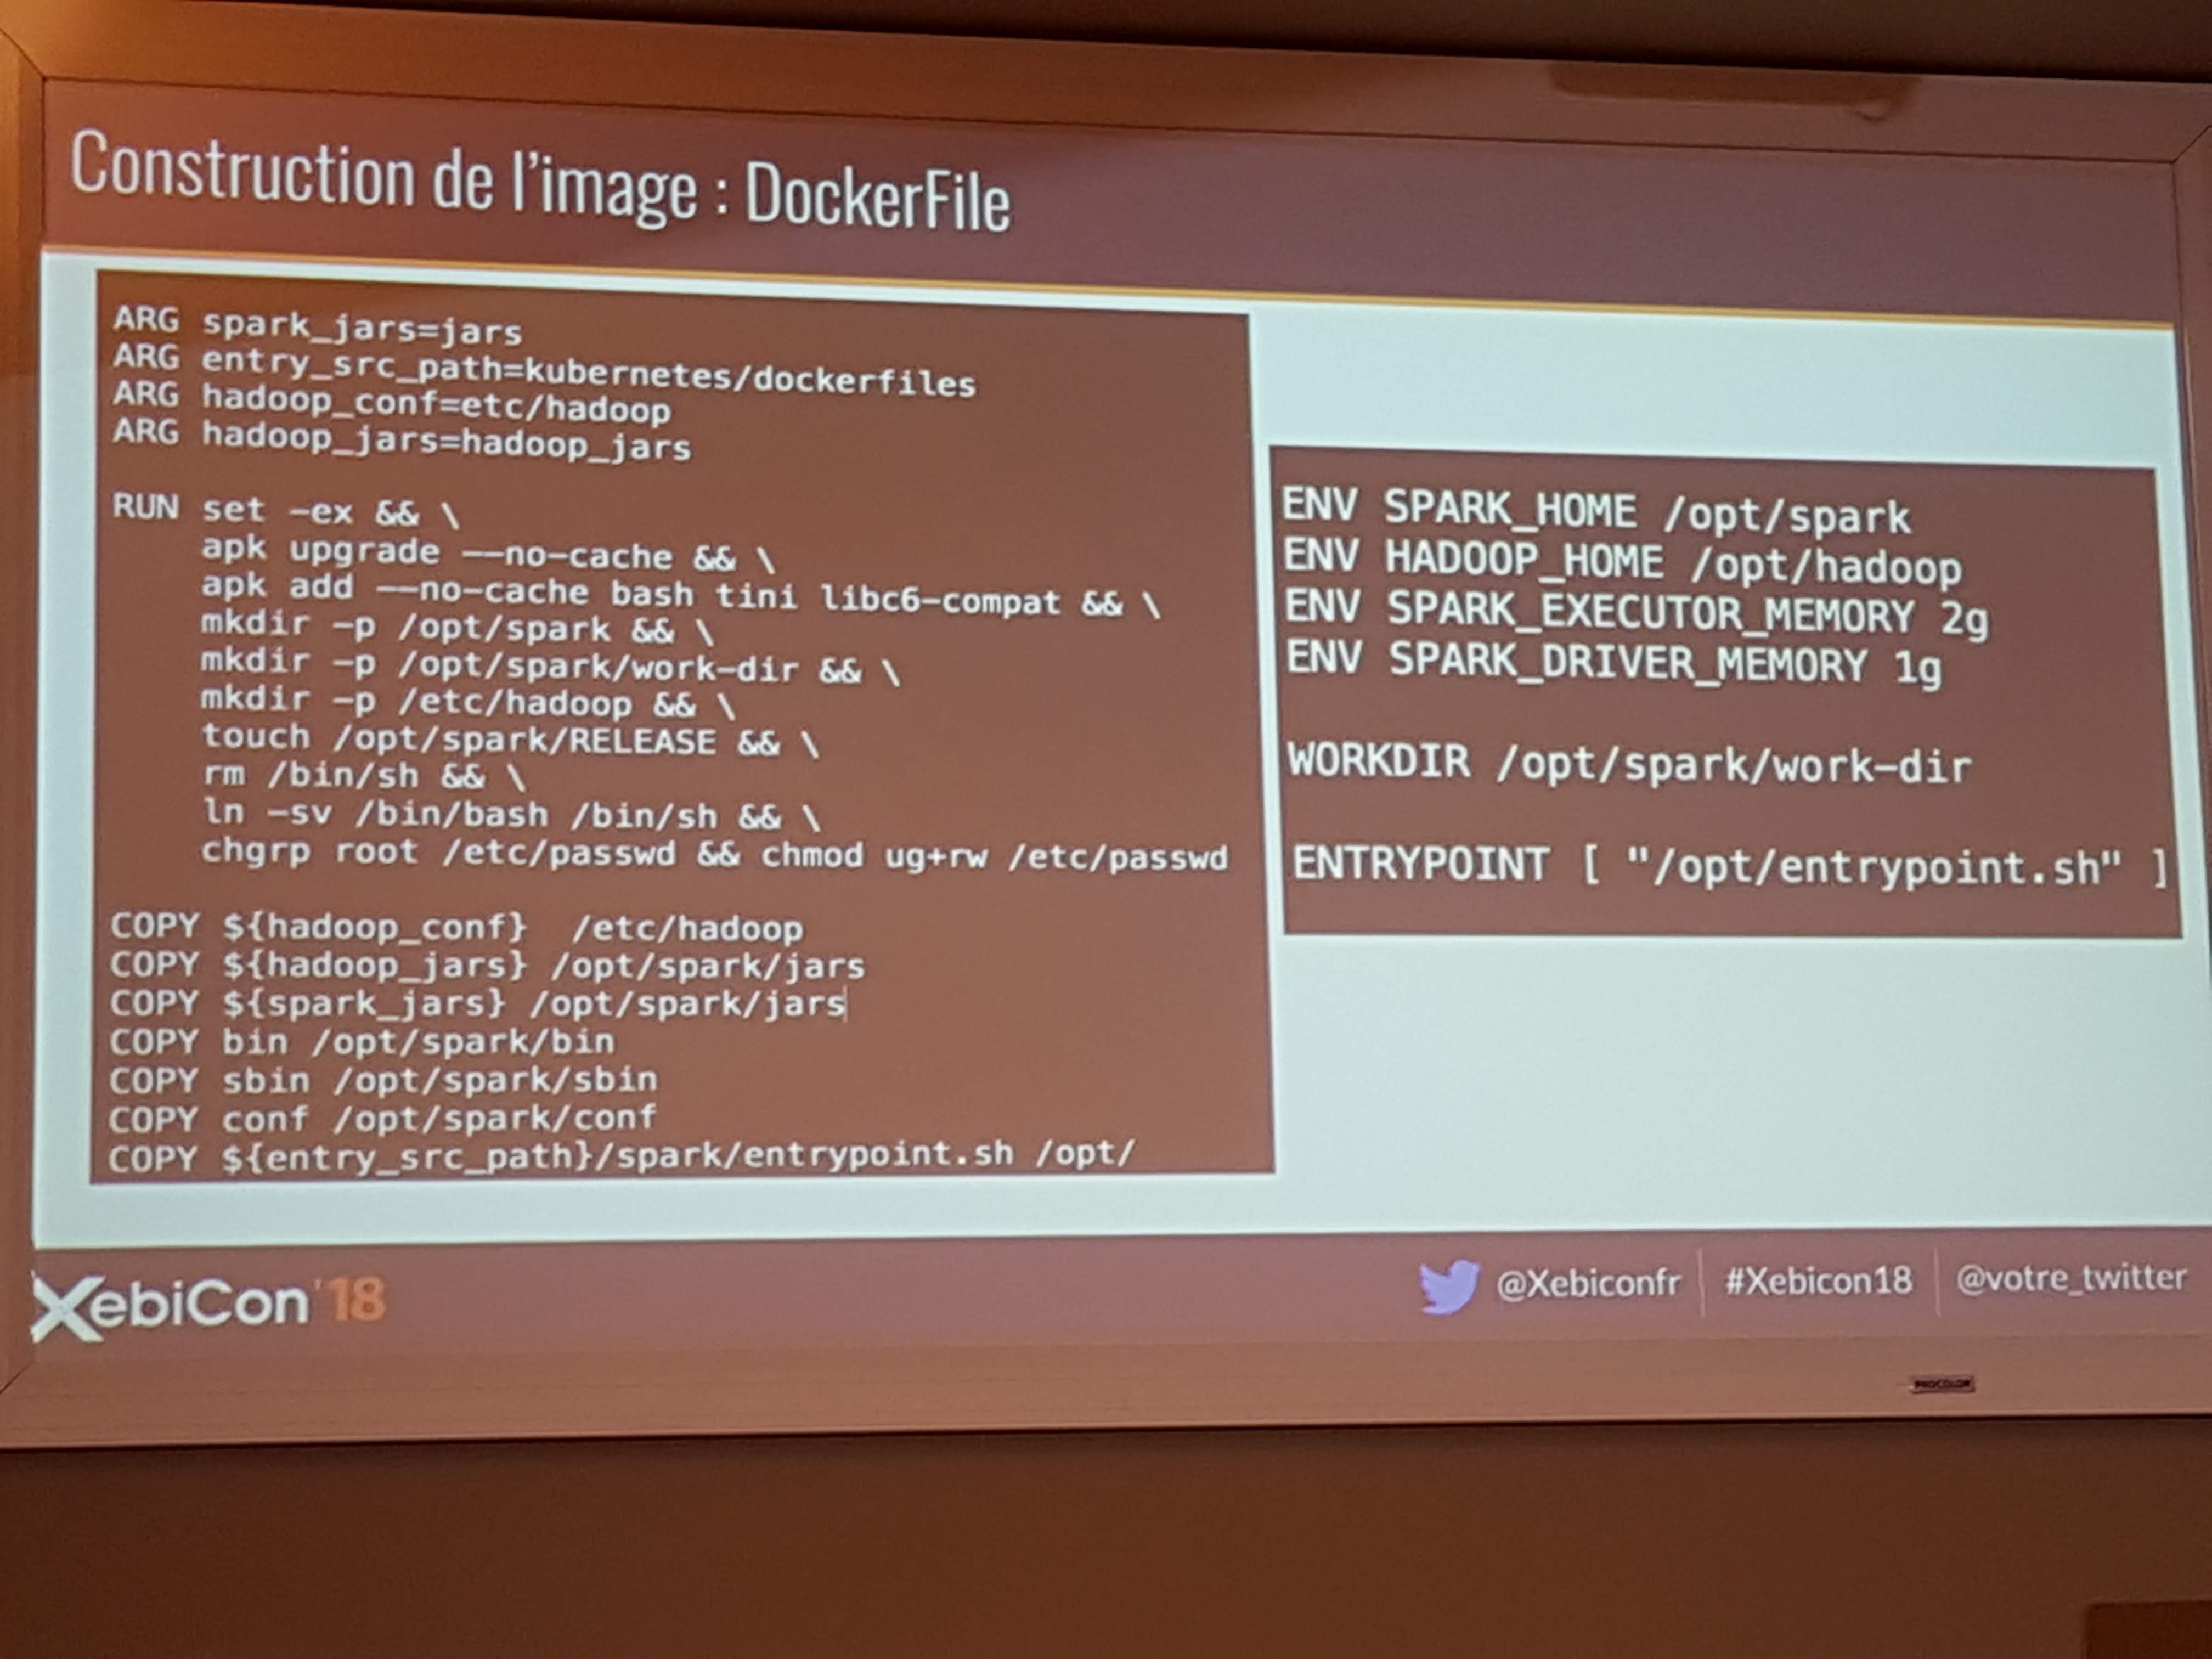 Construction de l'image : DockerFile
ARG spark_jars=jars
ARG entry_src_path=kubernetes/dockerfiles
ARG hadoop_conf=etc/hadoop
ARG hadoop_jars=hadoop_jars
RUN set -ex && \
apk upgrade --no-cache && \
apk add --no-cache bash tini libc6-compat && \
mkdir -p /opt/spark && \
mkdir -p /opt/spark/work-dir && \
mkdir -p /etc/hadoop && \
touch /opt/spark/RELEASE && \
rm /bin/sh && \
ln -sv /bin/bash /bin/sh && \
chgrp root /etc/passwd && chmod ug+rw /etc/passwd
COPY ${hadoop_conf}  /etc/hadoop
COPY ${hadoop_jars} /opt/spark/jars
COPY ${spark_jars} /opt/spark/jars
COPY bin /opt/spark/bin
COPY sbin /opt/spark/sbin
COPY conf /opt/spark/conf
COPY ${entry_src_path}/spark/entrypoint.sh /opt/
ENV SPARK_HOME /opt/spark
ENV HADOOP_HOME /opt/hadoop
ENV SPARK_EXECUTOR_MEMORY 2g
ENV SPARK_DRIVER_MEMORY 1g
WORKDIR /opt/spark/work-dir
ENTRYPOINT [ "/opt/entrypoint.sh" ]
XebiCon'18
@Xebiconfr #Xebicon18 @votre_twitter
PROCOLOR